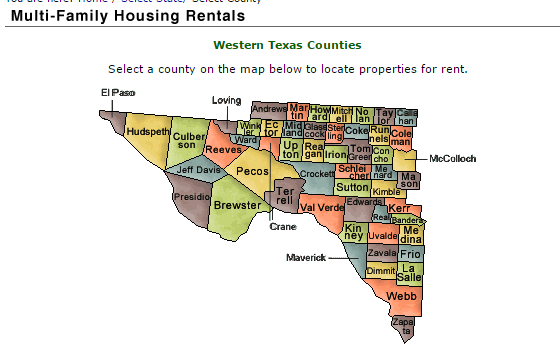 You are here: Home / Select State/ Select County
Multi-Family Housing Rentals
Western Texas Counties
Select a county on the map below to locate properties for rent.
El Paso
Loving
Andrews
Mar
tin
How
ard
Mitch
ell
No
lan
Tay
lor
Calla
han
Hudspeth
Culber
son
Reeves
Wink
ler
Ec
tor
Mid
land
Glass
cock
Ster
ling
Coke
Run
nels
Cole
man
Ward
Up
ton
Rea
gan
Irion
Tom
Green
Con
cho
McColloch
Jeff Davis
Pecos
Crockett
Schlei
cher
Me
nard
Ma
son
Presidio
Brewster
Ter
rell
Sutton
Kimble
Crane
Val Verde
Edwards
Kerr
Real
Bandera
Kin
ney
Uvalde
Me
dina
Maverick
Zavala
Frio
Dimmit
La
Salle
Webb
Zapa
ta